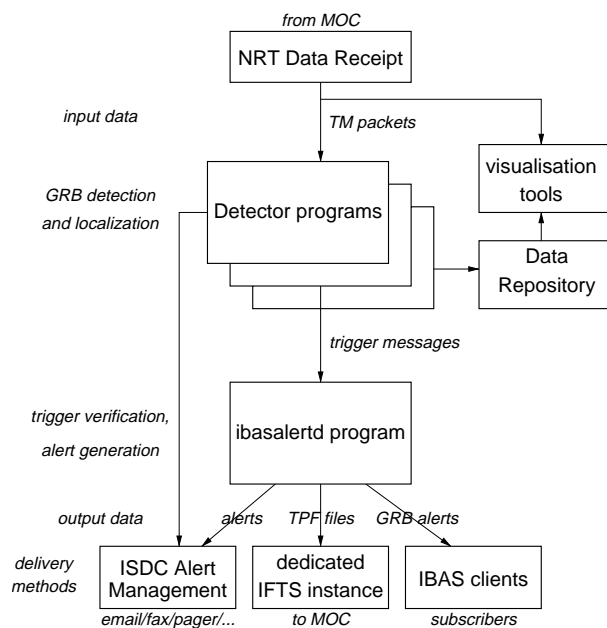 from MOC
NRT Data Receipt
input data
TM packets
visualisation
tools
GRB detection
and localization
Detector programs
Data
Repository
trigger messages
trigger verification,
alert generation
ibasalertd program
output data
alerts
TPF files
GRB alerts
delivery
methods
ISDC Alert
Management
dedicated
IFTS instance
IBAS clients
email/fax/pager/...
to MOC
subscribers